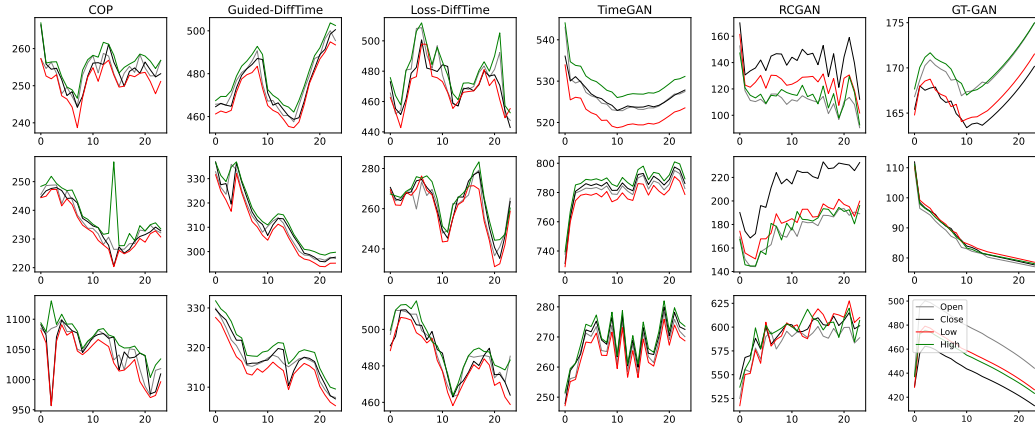 COP Guided-DiffTime Loss-DiffTime TimeGAN RCGAN GT-GAN
260
250
240
0 10 20
500
480
460
0 10 20
500
480
460
440
0 10 20
540
530
520
0 10 20
160
140
120
100
0 10 20
175
170
165
0 10 20
250
240
230
220
0 10 20
330
320
310
300
0 10 20
280
260
240
0 10 20
800
780
760
740
0 10 20
220
200
180
160
140
0 10 20
110
100
90
80
0 10 20
1100
1050
1000
950
0 10 20
330
320
310
0 10 20
500
480
460
0 10 20
280
270
260
250
0 10 20
625
600
575
550
525
0 10 20
500
480
460
440
420
0 10 20
Open
Close
Low
High